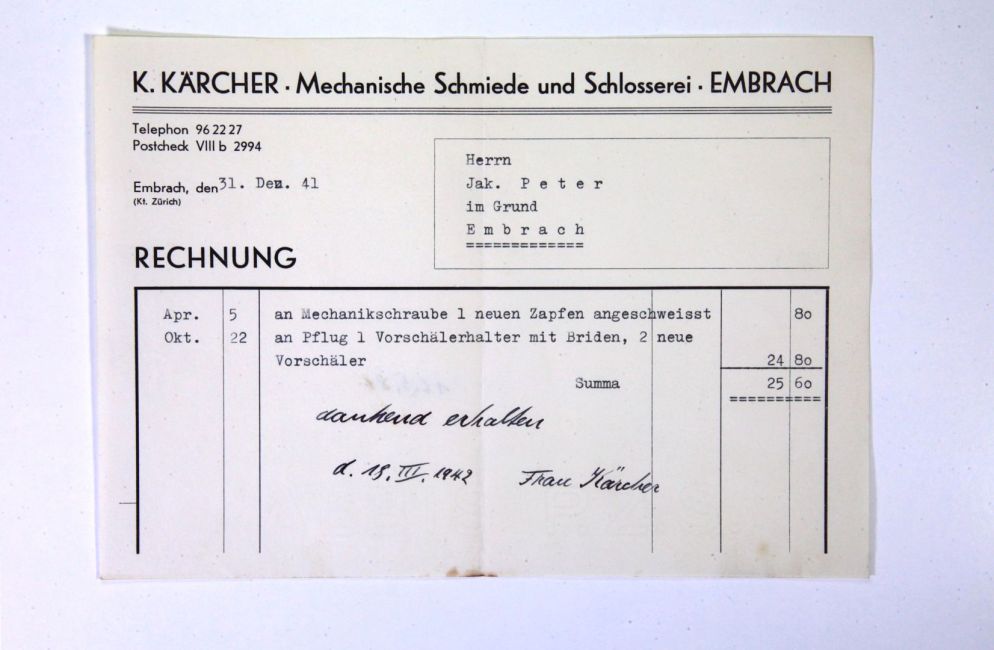 K. KÄRCHER · Mechanische Schmiede und Schlosserei · EMBRACH
Telephon 96 22 27
Postcheck VIII b 2994
Embrach, den 31. Dez. 41
(Kt. Zürich)
Herrn
Jak. Peter
im Grund
Embrach
=============
RECHNUNG
Apr. 5 an Mechanikschraube 1 neuen Zapfen angeschweisst 80
Okt. 22 an Pflug 1 Vorschälerhalter mit Briden, 2 neue
Vorschäler 24 80
Summa 25 60
==========
dankend erhalten
d. 19. III. 1942 Frau Kärcher